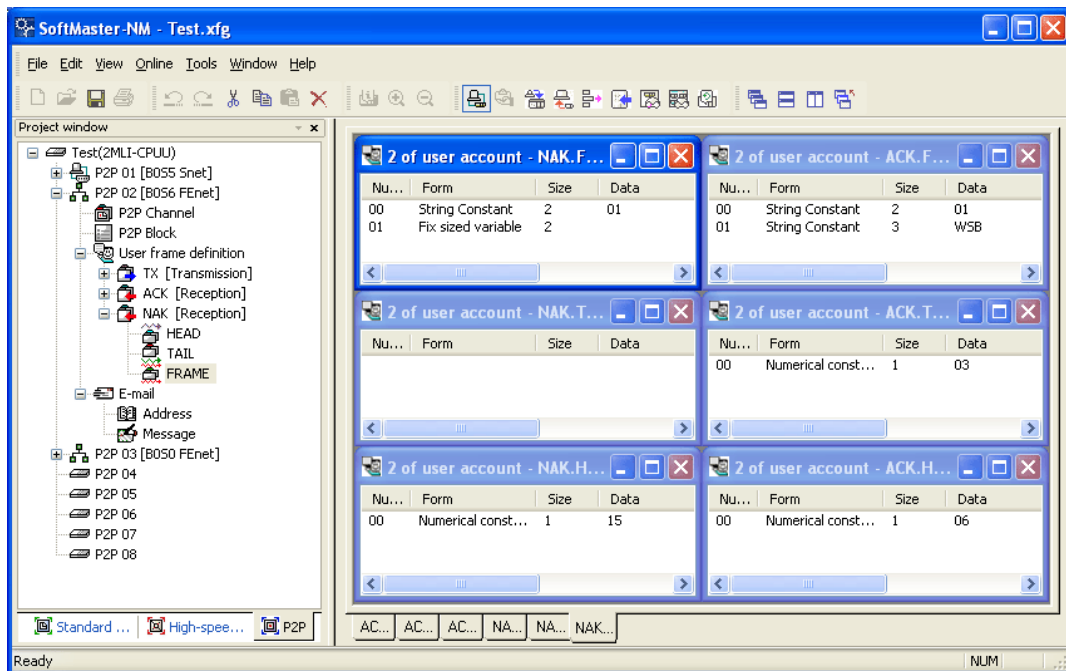 SoftMaster-NM - Test.xfg
File Edit View Online Tools Window Help
Project window
Test(2MLI-CPUU)
P2P 01 [B0S5 Snet]
P2P 02 [B0S6 FEnet]
P2P Channel
P2P Block
User frame definition
TX [Transmission]
ACK [Reception]
NAK [Reception]
HEAD
TAIL
FRAME
E-mail
Address
Message
P2P 03 [B0S0 FEnet]
P2P 04
P2P 05
P2P 06
P2P 07
P2P 08
Standard ... High-spee... P2P
2 of user account - NAK.F...
Nu... Form Size Data
00 String Constant 2 01
01 Fix sized variable 2
2 of user account - ACK.F...
Nu... Form Size Data
00 String Constant 2 01
01 String Constant 3 WSB
2 of user account - NAK.T...
Nu... Form Size Data
2 of user account - ACK.T...
Nu... Form Size Data
00 Numerical const... 1 03
2 of user account - NAK.H...
Nu... Form Size Data
00 Numerical const... 1 15
2 of user account - ACK.H...
Nu... Form Size Data
00 Numerical const... 1 06
AC... AC... AC... NA... NA... NAK...
Ready NUM